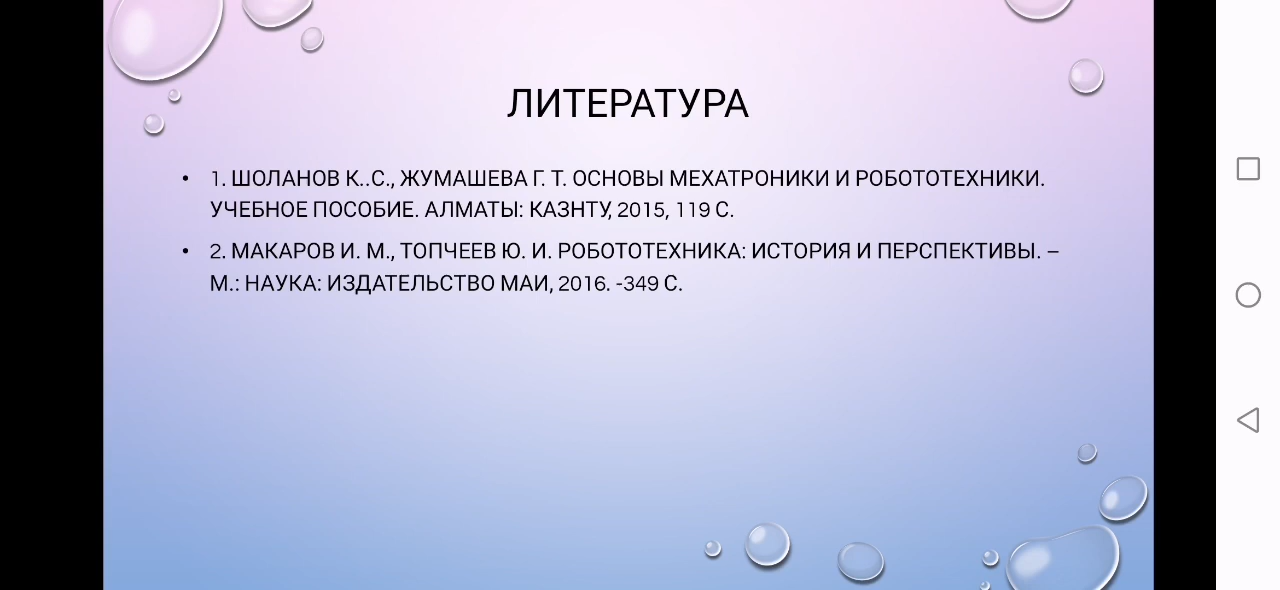 ЛИТЕРАТУРА
• 1. ШОЛАНОВ К..С., ЖУМАШЕВА Г. Т. ОСНОВЫ МЕХАТРОНИКИ И РОБОТОТЕХНИКИ.
УЧЕБНОЕ ПОСОБИЕ. АЛМАТЫ: КАЗНТУ, 2015, 119 С.
• 2. МАКАРОВ И. М., ТОПЧЕЕВ Ю. И. РОБОТОТЕХНИКА: ИСТОРИЯ И ПЕРСПЕКТИВЫ. –
М.: НАУКА: ИЗДАТЕЛЬСТВО МАИ, 2016. -349 С.